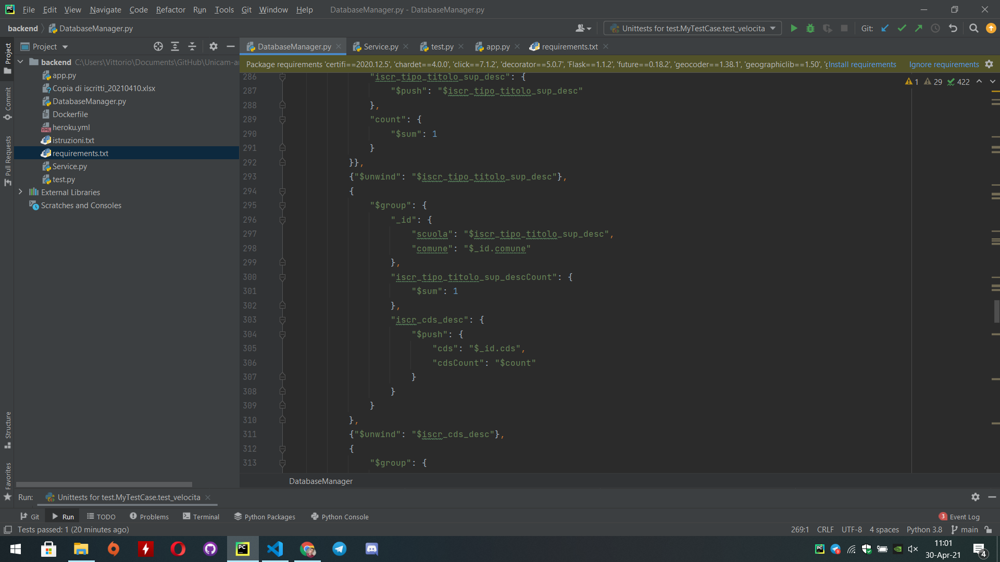 File Edit View Navigate Code Refactor Run Tools Git Window Help DatabaseManager.py - DatabaseManager.py
backend DatabaseManager.py Unittests for test.MyTestCase.test_velocita Git:
Project DatabaseManager.py Service.py test.py app.py requirements.txt
Package requirements 'certifi==2020.12.5', 'chardet==4.0.0', 'click==7.1.2', 'decorator==5.0.7', 'Flask==1.1.2', 'future==0.18.2', 'geocoder==1.38.1', 'geographiclib==1.50', Install requirements Ignore requirements
1 29 422
Project
Commit
Pull Requests
Structure
Favorites
backend C:\Users\Vittorio\Documents\GitHub\Unicam-a
app.py
Copia di iscritti_20210410.xlsx
DatabaseManager.py
Dockerfile
heroku.yml
istruzioni.txt
requirements.txt
Service.py
test.py
External Libraries
Scratches and Consoles
286 "iscr_tipo_titolo_sup_desc": {
287 "$push": "$iscr_tipo_titolo_sup_desc"
288 },
289 "count": {
290 "$sum": 1
291 }
292 }},
293 {"$unwind": "$iscr_tipo_titolo_sup_desc"},
294 {
295 "$group": {
296 "_id": {
297 "scuola": "$iscr_tipo_titolo_sup_desc",
298 "comune": "$_id.comune"
299 },
300 "iscr_tipo_titolo_sup_descCount": {
301 "$sum": 1
302 },
303 "iscr_cds_desc": {
304 "$push": {
305 "cds": "$_id.cds",
306 "cdsCount": "$count"
307 }
308 }
309 }
310 },
311 {"$unwind": "$iscr_cds_desc"},
312 {
313 "$group": {
DatabaseManager
Run: Unittests for test.MyTestCase.test_velocita
Git Run TODO Problems Terminal Python Packages Python Console 3 Event Log
Tests passed: 1 (20 minutes ago) 269:1 CRLF UTF-8 4 spaces Python 3.8 main
11:01
30-Apr-21
4